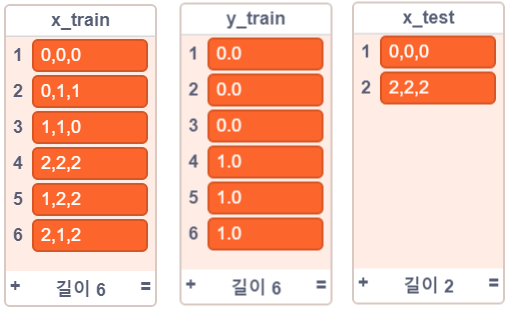 x_train
1 0,0,0
2 0,1,1
3 1,1,0
4 2,2,2
5 1,2,2
6 2,1,2
+ 길이 6 =
y_train
1 0.0
2 0.0
3 0.0
4 1.0
5 1.0
6 1.0
+ 길이 6 =
x_test
1 0,0,0
2 2,2,2
+ 길이 2 =